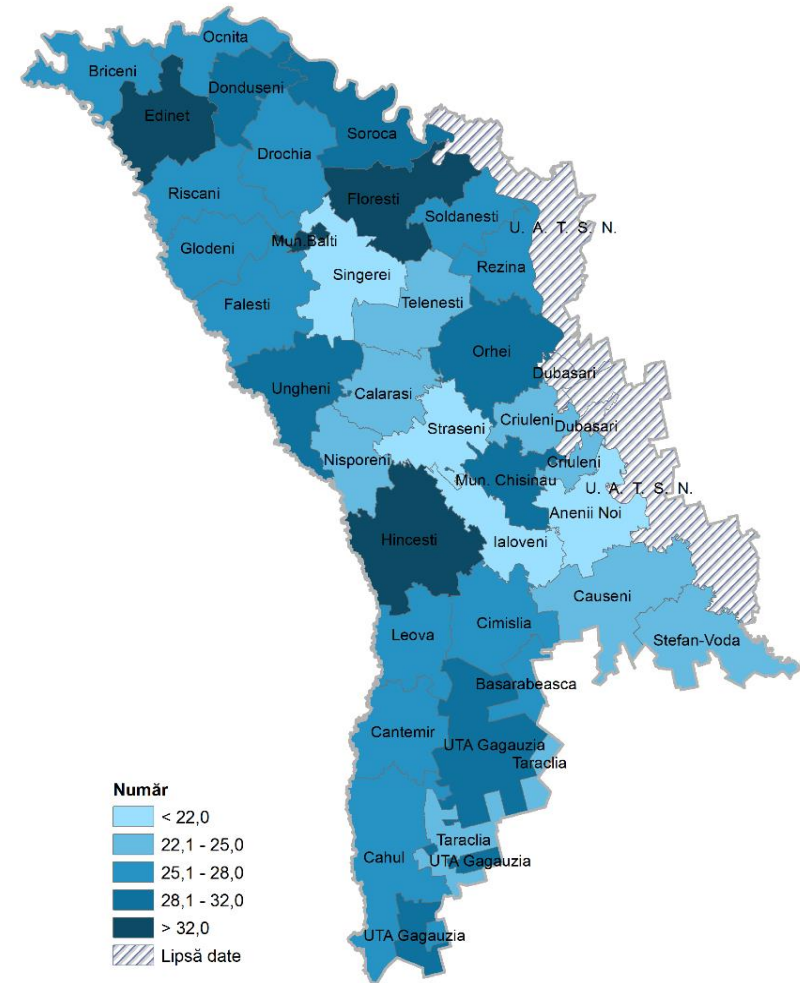 Ocnita
Briceni
Donduseni
Edinet
Soroca
Drochia
Riscani
Floresti
Soldanesti
U. A. T. S. N.
Mun.Balti
Glodeni
Rezina
Singerei
Telenesti
Falesti
Orhei
Dubasari
Ungheni
Calarasi
Criuleni
Dubasari
Straseni
Nisporeni
Criuleni
Mun. Chisinau
U. A. T. S. N.
Anenii Noi
Hincesti
Ialoveni
Causeni
Cimislia
Leova
Stefan-Voda
Basarabeasca
Cantemir
UTA Gagauzia
Taraclia
Număr
< 22,0
22,1 - 25,0
25,1 - 28,0
28,1 - 32,0
> 32,0
Lipsă date
Taraclia
Cahul
UTA Gagauzia
UTA Gagauzia